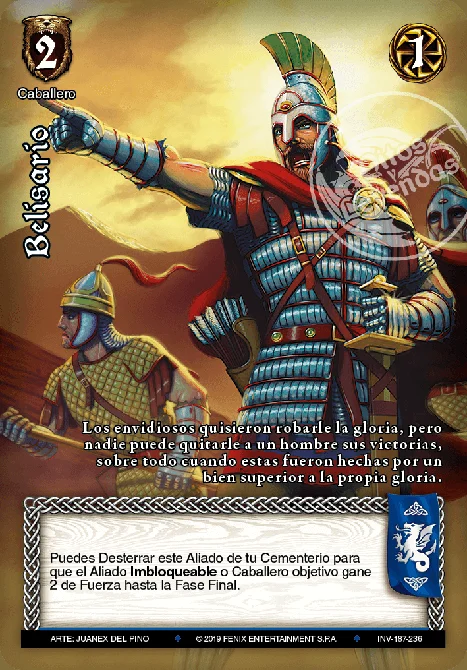 2
1
Caballero
Belisario
Los envidiosos quisieron robarle la gloria, pero
nadie puede quitarle a un hombre sus victorias,
sobre todo cuando estas fueron hechas por un
bien superior a la propia gloria.
Puedes Desterrar este Aliado de tu Cementerio para
que el Aliado Imbloqueable o Caballero objetivo gane
2 de Fuerza hasta la Fase Final.
ARTE: JUANEX DEL PINO © 2019 FENIX ENTERTAINMENT S.P.A. INV-187-236